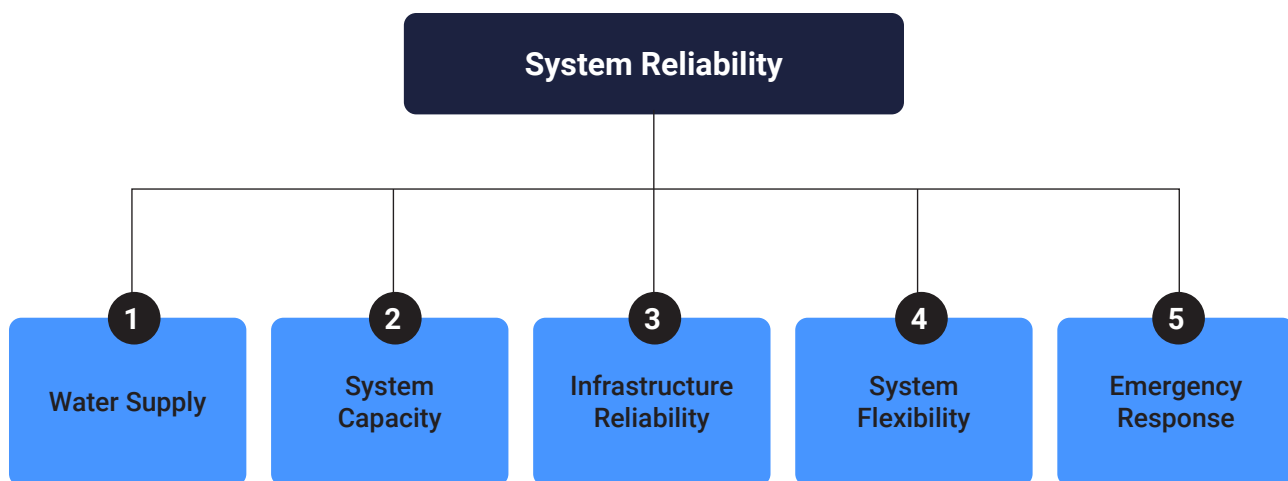 System Reliability
1
Water Supply
2
System
Capacity
3
Infrastructure
Reliability
4
System
Flexibility
5
Emergency
Response